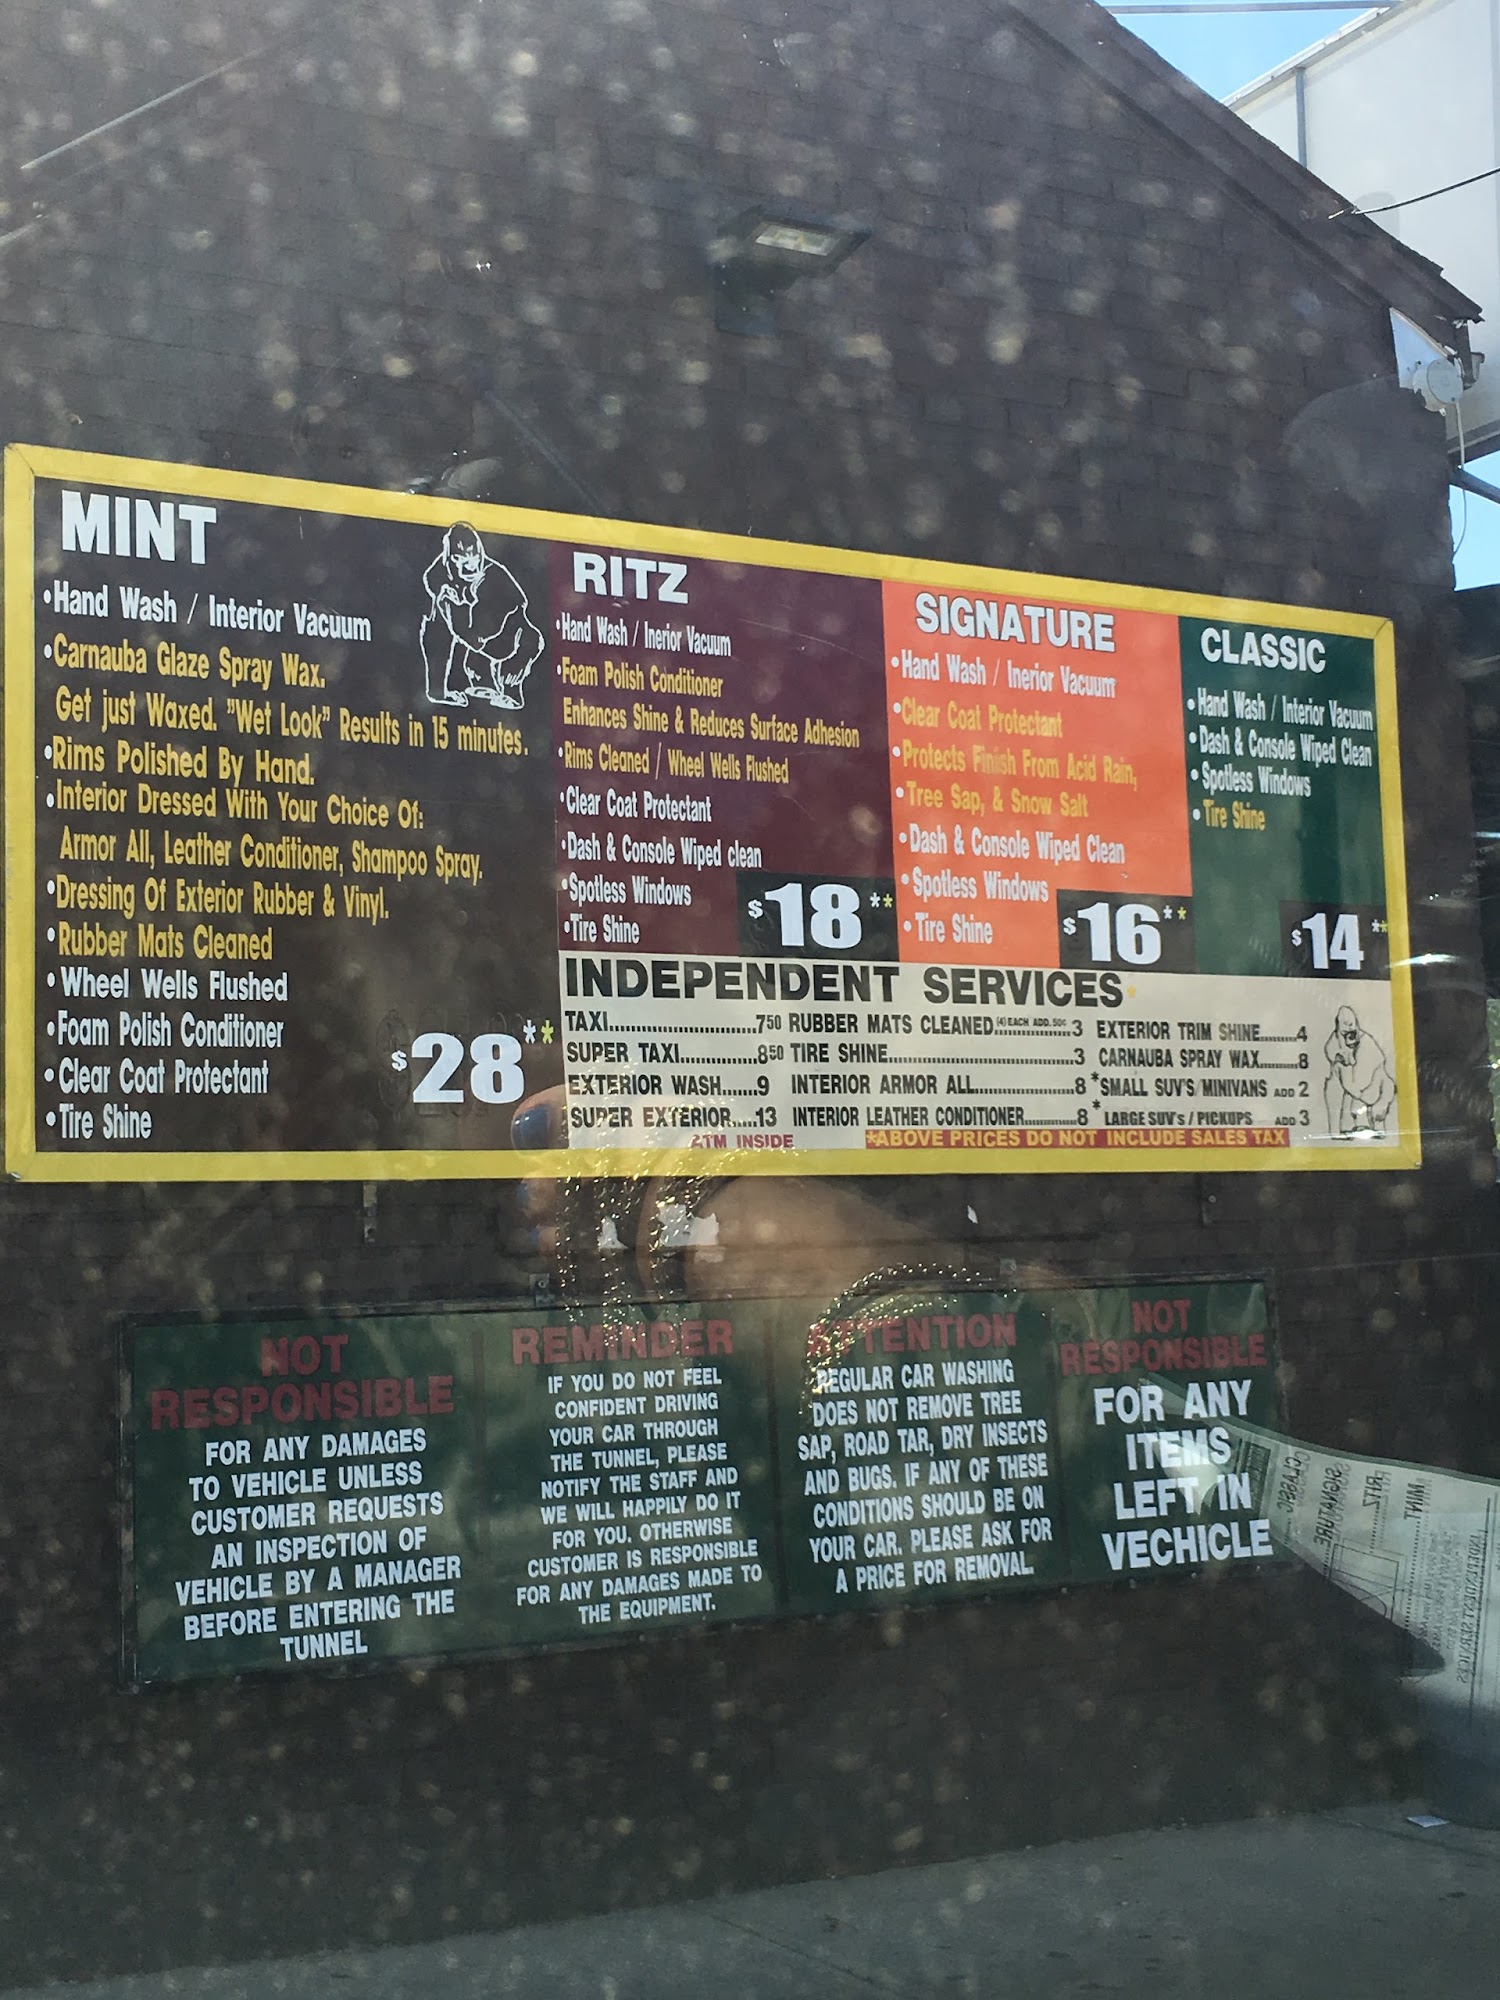 MINT
•Hand Wash / Interior Vacuum
•Carnauba Glaze Spray Wax.
Get just Waxed. "Wet Look" Results in 15 minutes.
•Rims Polished By Hand.
•Interior Dressed With Your Choice Of:
Armor All, Leather Conditioner, Shampoo Spray.
•Dressing Of Exterior Rubber & Vinyl.
•Rubber Mats Cleaned
•Wheel Wells Flushed
•Foam Polish Conditioner
•Clear Coat Protectant
•Tire Shine
$28**
RITZ
•Hand Wash / Inerior Vacuum
•Foam Polish Conditioner
Enhances Shine & Reduces Surface Adhesion
•Rims Cleaned / Wheel Wells Flushed
•Clear Coat Protectant
•Dash & Console Wiped clean
•Spotless Windows
•Tire Shine
$18**
SIGNATURE
•Hand Wash / Inerior Vacuum
•Clear Coat Protectant
•Protects Finish From Acid Rain,
•Tree Sap, & Snow Salt
•Dash & Console Wiped Clean
•Spotless Windows
•Tire Shine
$16**
CLASSIC
•Hand Wash / Interior Vacuum
•Dash & Console Wiped Clean
•Spotless Windows
•Tire Shine
$14**
INDEPENDENT SERVICES*
TAXI..........................750
SUPER TAXI..............850
EXTERIOR WASH......9
SUPER EXTERIOR.....13
RUBBER MATS CLEANED (4) EACH ADD. 50¢ ..........3
TIRE SHINE................................3
INTERIOR ARMOR ALL.................8
INTERIOR LEATHER CONDITIONER.............8
EXTERIOR TRIM SHINE.......4
CARNAUBA SPRAY WAX.......8
*SMALL SUV'S/MINIVANS ADD 2
* LARGE SUV's / PICKUPS ADD 3
ATM INSIDE
*ABOVE PRICES DO NOT INCLUDE SALES TAX
NOT
RESPONSIBLE
FOR ANY DAMAGES
TO VEHICLE UNLESS
CUSTOMER REQUESTS
AN INSPECTION OF
VEHICLE BY A MANAGER
BEFORE ENTERING THE
TUNNEL
REMINDER
IF YOU DO NOT FEEL
CONFIDENT DRIVING
YOUR CAR THROUGH
THE TUNNEL, PLEASE
NOTIFY THE STAFF AND
WE WILL HAPPILY DO IT
FOR YOU. OTHERWISE
CUSTOMER IS RESPONSIBLE
FOR ANY DAMAGES MADE TO
THE EQUIPMENT.
ATTENTION
REGULAR CAR WASHING
DOES NOT REMOVE TREE
SAP, ROAD TAR, DRY INSECTS
AND BUGS. IF ANY OF THESE
CONDITIONS SHOULD BE ON
YOUR CAR. PLEASE ASK FOR
A PRICE FOR REMOVAL.
NOT
RESPONSIBLE
FOR ANY
ITEMS
LEFT IN
VECHICLE
CLASSIC
SIGNATURE
RITZ
MINT
INDEPENDENT SERVICES